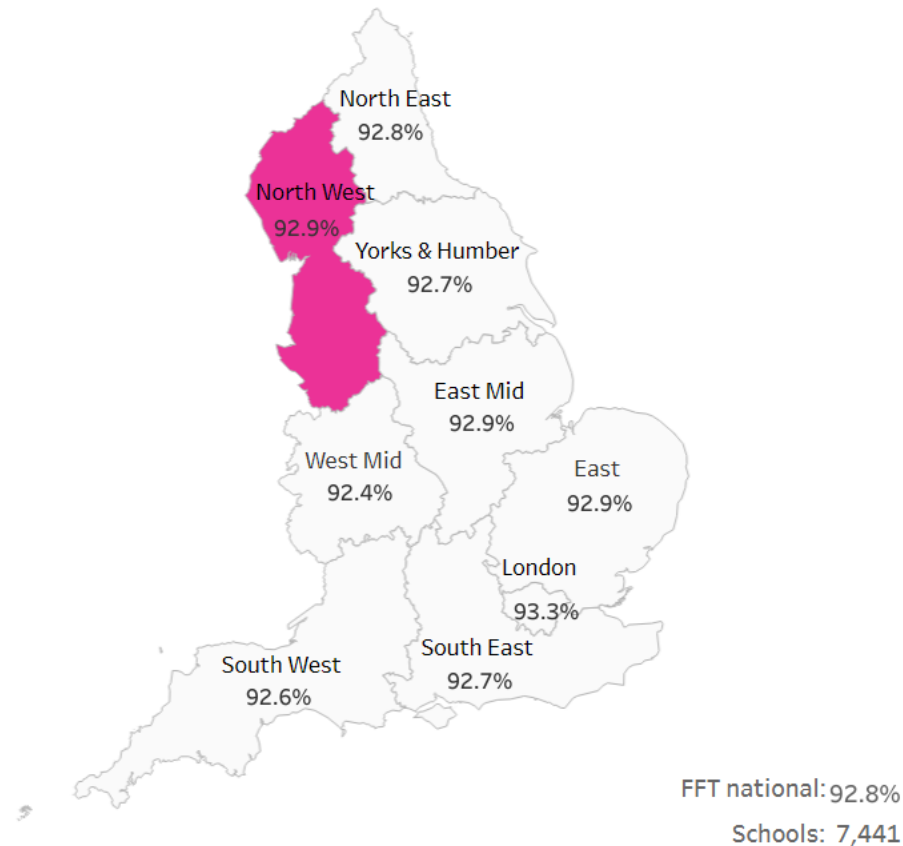 North East
92.8%
North West
92.9%
Yorks & Humber
92.7%
East Mid
92.9%
West Mid
92.4%
East
92.9%
London
93.3%
South East
92.7%
South West
92.6%
FFT national: 92.8%
Schools: 7,441